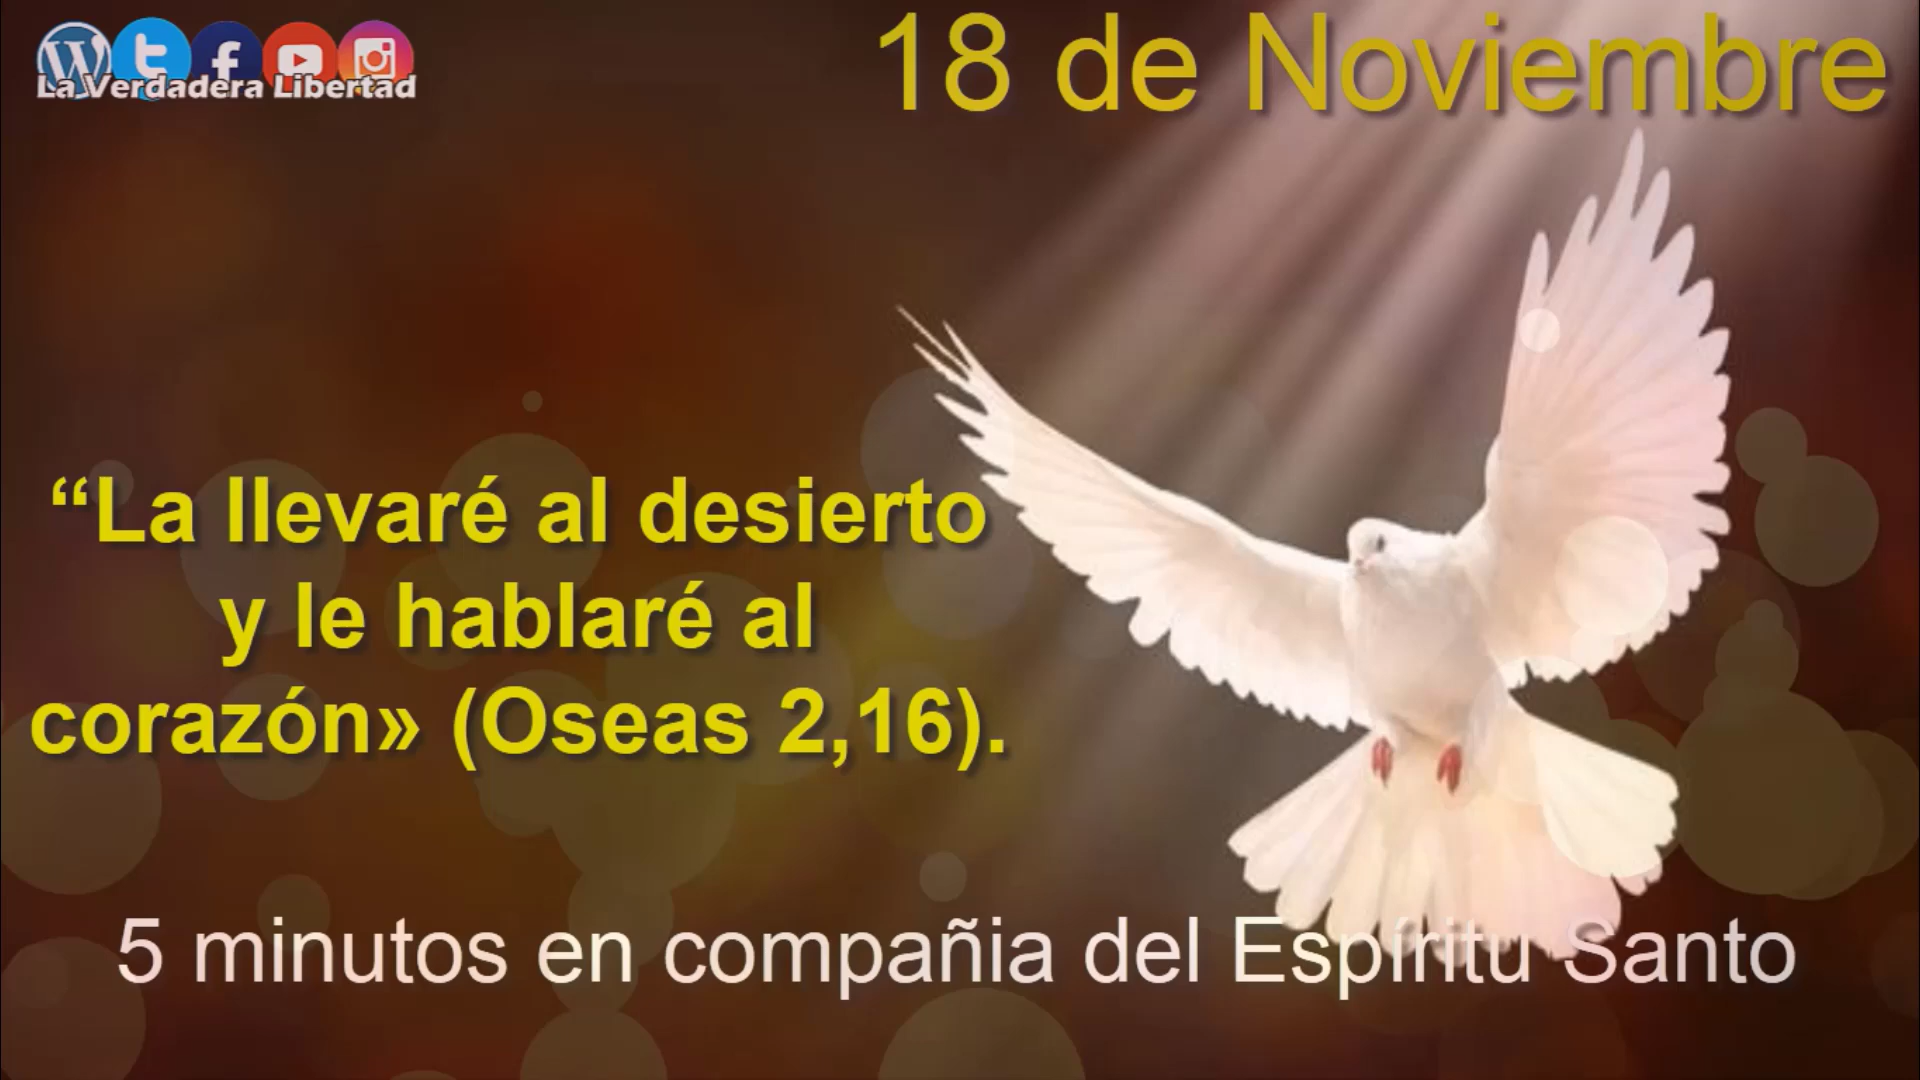 La Verdadera Libertad
18 de Noviembre
“La llevaré al desierto
y le hablaré al
corazón» (Oseas 2,16).
5 minutos en compañia del Espíritu Santo